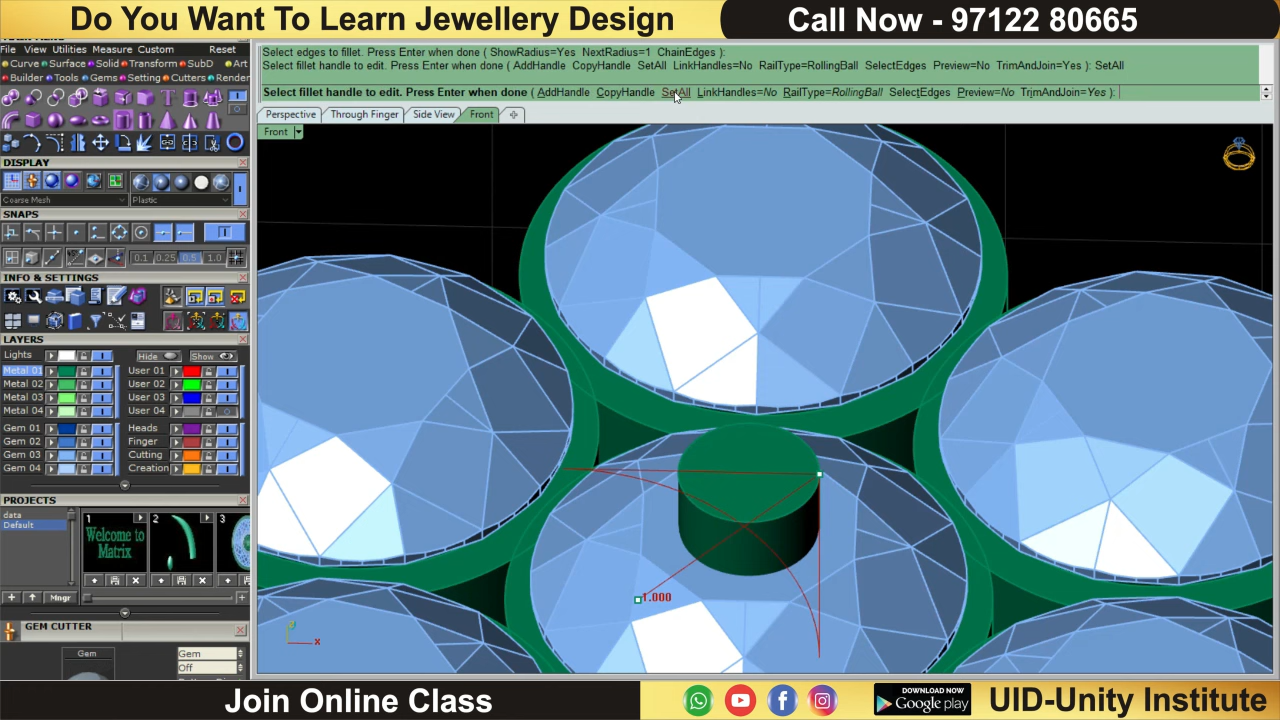 Do You Want To Learn Jewellery Design
Call Now - 97122 80665
File View Utilities Measure Custom Reset
Curve Surface Solid Transform SubD Art
Builder Tools Gems Setting Cutters Render
DISPLAY
Coarse Mesh Plastic
SNAPS
0.1 0.25 0.5 1.0
INFO & SETTINGS
LAYERS
Lights Hide Show
Metal 01 User 01
Metal 02 User 02
Metal 03 User 03
Metal 04 User 04
Gem 01 Heads
Gem 02 Finger
Gem 03 Cutting
Gem 04 Creation
PROJECTS
data
Default
1 2 3
Welcome to
Matrix
Mngr
GEM CUTTER
Gem Gem
Off
Select edges to fillet. Press Enter when done ( ShowRadius=Yes NextRadius=1 ChainEdges ):
Select fillet handle to edit. Press Enter when done ( AddHandle CopyHandle SetAll LinkHandles=No RailType=RollingBall SelectEdges Preview=No TrimAndJoin=Yes ): SetAll
Select fillet handle to edit. Press Enter when done ( AddHandle CopyHandle SetAll LinkHandles=No RailType=RollingBall SelectEdges Preview=No TrimAndJoin=Yes ):
Perspective Through Finger Side View Front
Front
1.000
x
Join Online Class
DOWNLOAD NOW
Google play
UID-Unity Institute